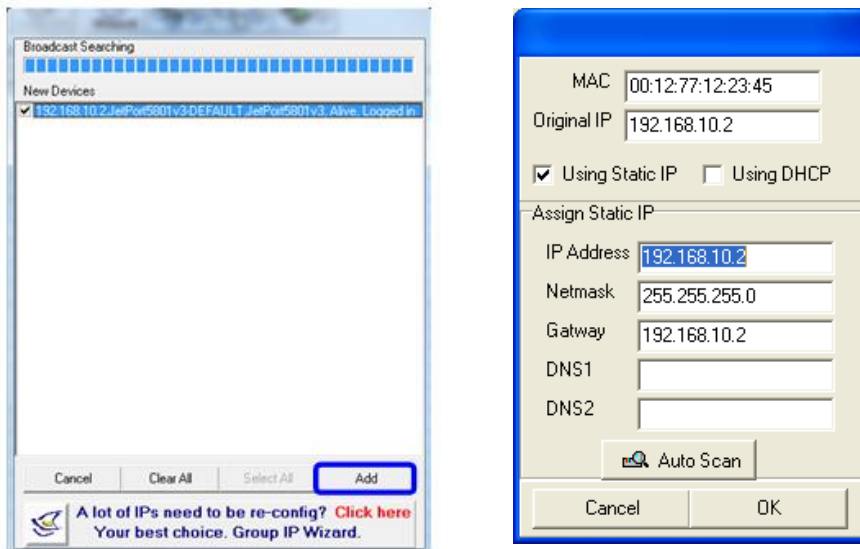 Broadcast Searching
New Devices
192.168.10.2.JetPort5801v3-DEFAULT.JetPort5801v3. Alive. Logged in
Cancel Clear All Select All Add
A lot of IPs need to be re-config? Click here
Your best choice. Group IP Wizard.
MAC 00:12:77:12:23:45
Original IP 192.168.10.2
Using Static IP Using DHCP
Assign Static IP
IP Address 192.168.10.2
Netmask 255.255.255.0
Gatway 192.168.10.2
DNS1
DNS2
Auto Scan
Cancel OK